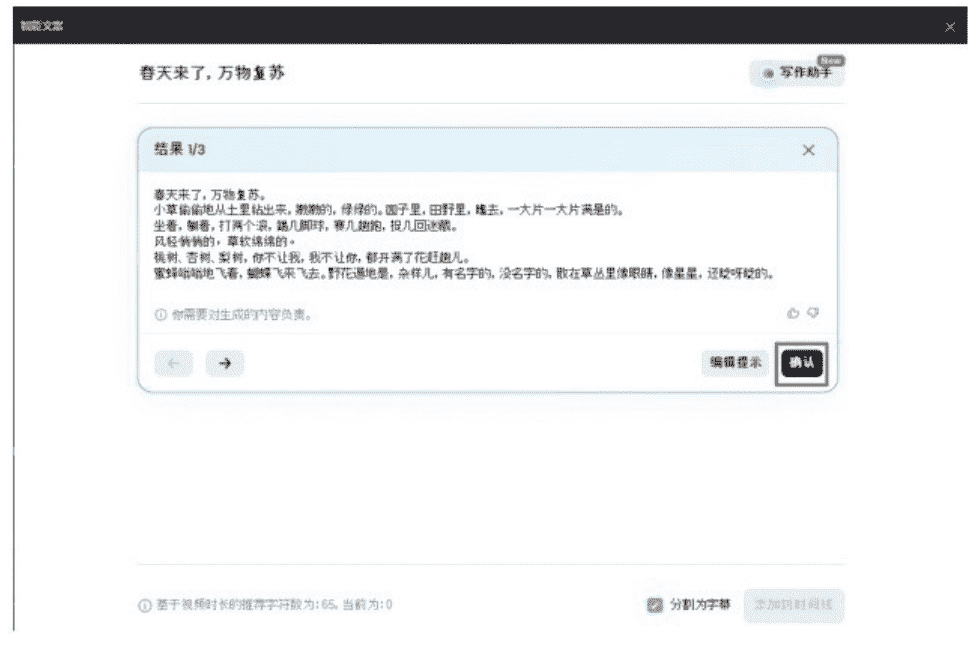 智能文案
春天来了,万物复苏
New
写作助手
结果 1/3
春天来了,万物复苏。
小草偷偷地从土里钻出来,嫩嫩的,绿绿的。园子里,田野里,瞧去,一大片一大片满是的。
坐着,躺着,打两个滚,踢几脚球,赛几趟跑,捉几回迷藏。
风轻悄悄的,草软绵绵的。
桃树、杏树、梨树,你不让我,我不让你,都开满了花赶趟儿。
蜜蜂嗡嗡地飞着,蝴蝶飞来飞去。野花遍地是,杂样儿,有名字的,没名字的,散在草丛里像眼睛,像星星,还眨呀眨的。
你需要对生成的内容负责。
编辑提示
确认
基于视频时长的推荐字符数为:65,当前为:0
分割为字幕
添加到时间线